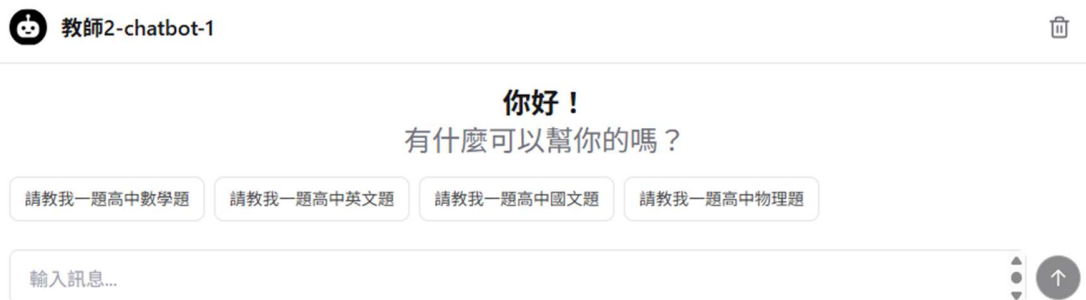 教師2-chatbot-1
你好！
有什麼可以幫你的嗎？
請教我一題高中數學題 請教我一題高中英文題 請教我一題高中國文題 請教我一題高中物理題
輸入訊息...